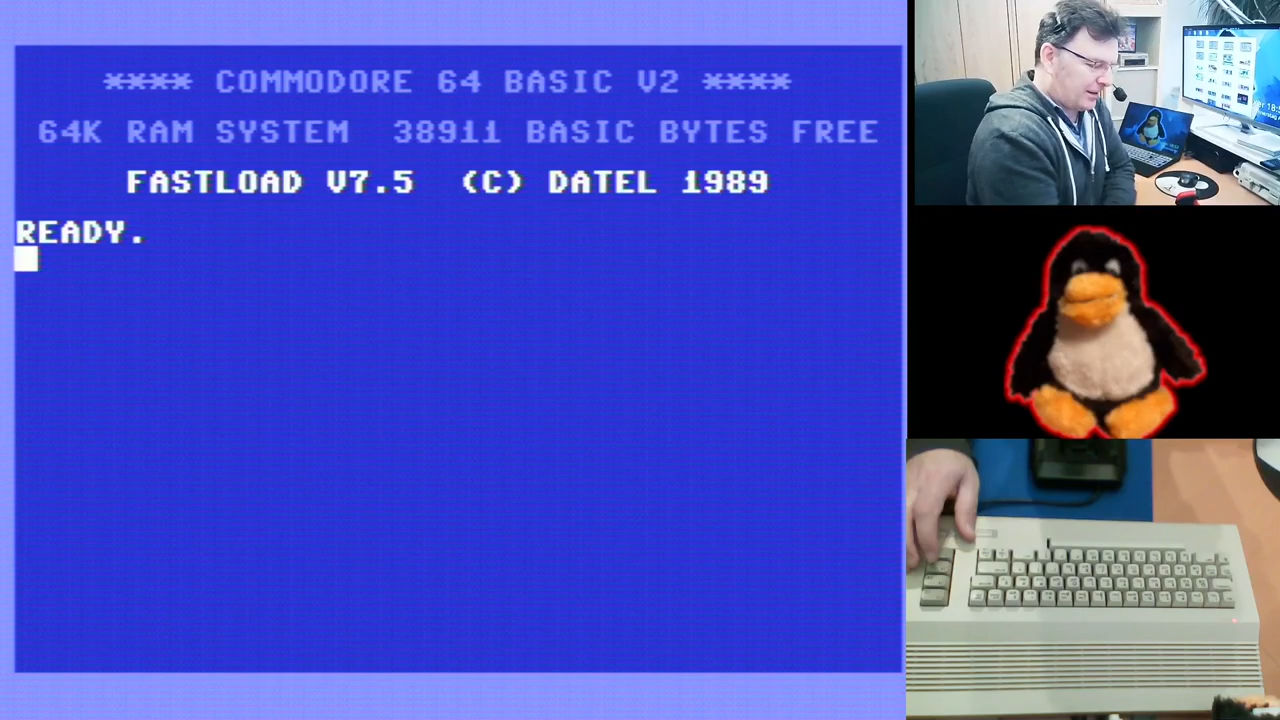 **** COMMODORE 64 BASIC V2 ****
64K RAM SYSTEM  38911 BASIC BYTES FREE
FASTLOAD V7.5  (C) DATEL 1989
READY.